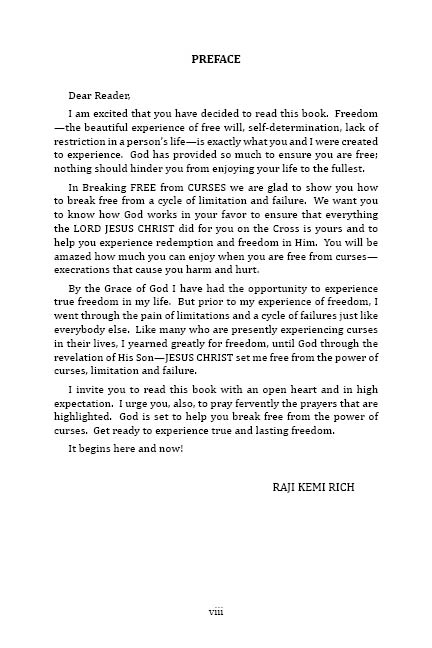 PREFACE
Dear Reader,
I am excited that you have decided to read this book. Freedom
—the beautiful experience of free will, self-determination, lack of
restriction in a person's life—is exactly what you and I were created
to experience. God has provided so much to ensure you are free;
nothing should hinder you from enjoying your life to the fullest.
In Breaking FREE from CURSES we are glad to show you how
to break free from a cycle of limitation and failure. We want you
to know how God works in your favor to ensure that everything
the LORD JESUS CHRIST did for you on the Cross is yours and to
help you experience redemption and freedom in Him. You will be
amazed how much you can enjoy when you are free from curses—
execrations that cause you harm and hurt.
By the Grace of God I have had the opportunity to experience
true freedom in my life. But prior to my experience of freedom, I
went through the pain of limitations and a cycle of failures just like
everybody else. Like many who are presently experiencing curses
in their lives, I yearned greatly for freedom, until God through the
revelation of His Son—JESUS CHRIST set me free from the power of
curses, limitation and failure.
I invite you to read this book with an open heart and in high
expectation. I urge you, also, to pray fervently the prayers that are
highlighted. God is set to help you break free from the power of
curses. Get ready to experience true and lasting freedom.
It begins here and now!
RAJI KEMI RICH
viii